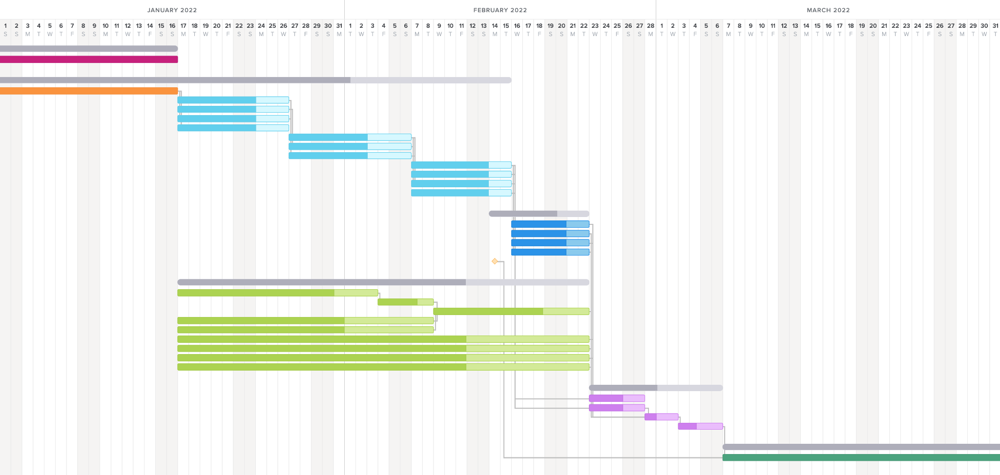 JANUARY 2022 FEBRUARY 2022 MARCH 2022
1 2 3 4 5 6 7 8 9 10 11 12 13 14 15 16 17 18 19 20 21 22 23 24 25 26 27 28 29 30 31 1 2 3 4 5 6 7 8 9 10 11 12 13 14 15 16 17 18 19 20 21 22 23 24 25 26 27 28 1 2 3 4 5 6 7 8 9 10 11 12 13 14 15 16 17 18 19 20 21 22 23 24 25 26 27 28 29 30 31
S S M T W T F S S M T W T F S S M T W T F S S M T W T F S S M T W T F S S M T W T F S S M T W T F S S M T W T F S S M T W T F S S M T W T F S S M T W T F S S M T W T F S S M T W T